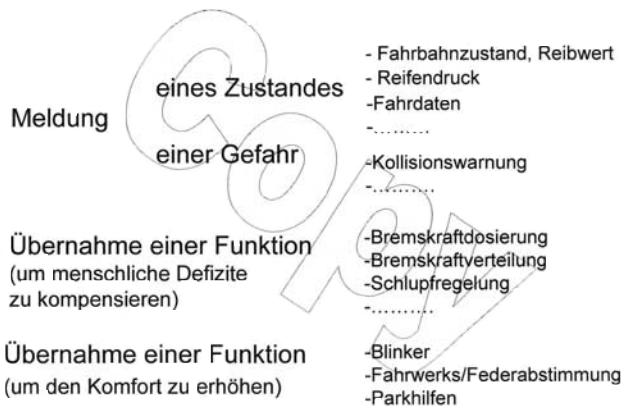 Meldung
eines Zustandes
- Fahrbahnzustand, Reibwert
- Reifendruck
-Fahrdaten
-………
einer Gefahr
-Kollisionswarnung
-……….
Übernahme einer Funktion
(um menschliche Defizite
zu kompensieren)
-Bremskraftdosierung
-Bremskraftverteilung
-Schlupfregelung
-……….
Übernahme einer Funktion
(um den Komfort zu erhöhen)
-Blinker
-Fahrwerks/Federabstimmung
-Parkhilfen
Copy